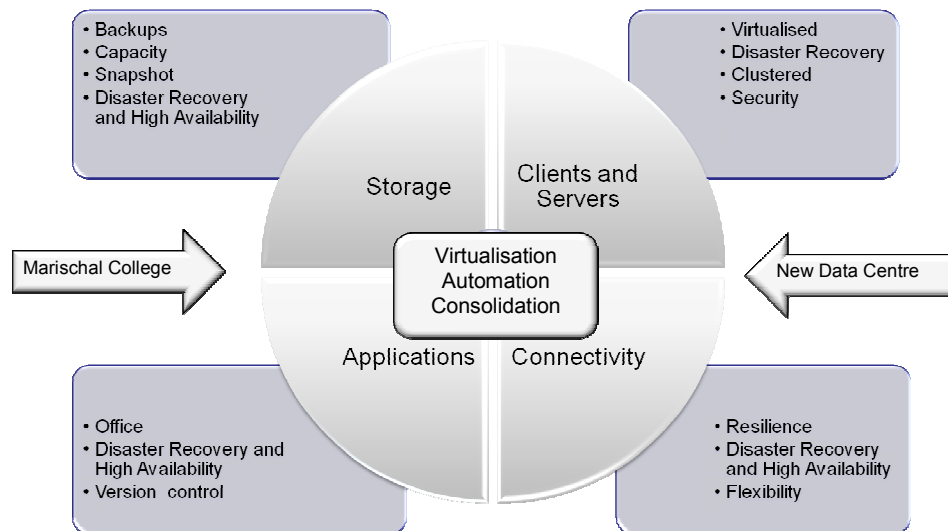 • Backups
• Capacity
• Snapshot
• Disaster Recovery
and High Availability
• Virtualised
• Disaster Recovery
• Clustered
• Security
Storage
Clients and
Servers
Marischal College
Virtualisation
Automation
Consolidation
New Data Centre
Applications
Connectivity
• Office
• Disaster Recovery and
High Availability
• Version control
• Resilience
• Disaster Recovery
and High Availability
• Flexibility